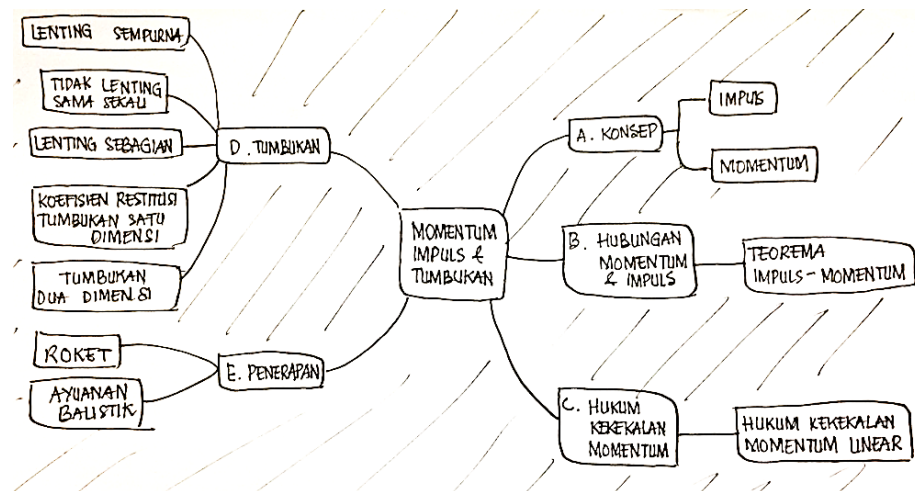 LENTING SEMPURNA
TIDAK LENTING
SAMA SEKALI
LENTING SEBAGIAN
KOEFISIEN RESTITUSI
TUMBUKAN SATU
DIMENSI
TUMBUKAN
DUA DIMENSI
D. TUMBUKAN
ROKET
AYUANAN
BALISTIK
E. PENERAPAN
MOMENTUM
IMPULS &
TUMBUKAN
A. KONSEP
IMPULS
MOMENTUM
B. HUBUNGAN
MOMENTUM
& IMPULS
TEOREMA
IMPULS-MOMENTUM
C. HUKUM
KEKEKALAN
MOMENTUM
HUKUM KEKEKALAN
MOMENTUM LINEAR